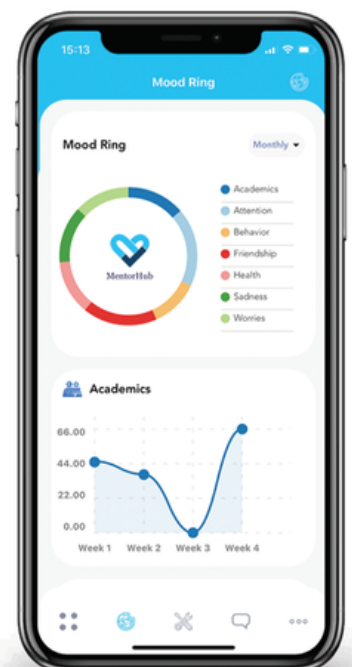 15:13
Mood Ring
Mood Ring
Monthly
MentorHub
Academics
Attention
Behavior
Friendship
Health
Sadness
Worries
Academics
66.00
44.00
22.00
0.00
Week 1 Week 2 Week 3 Week 4